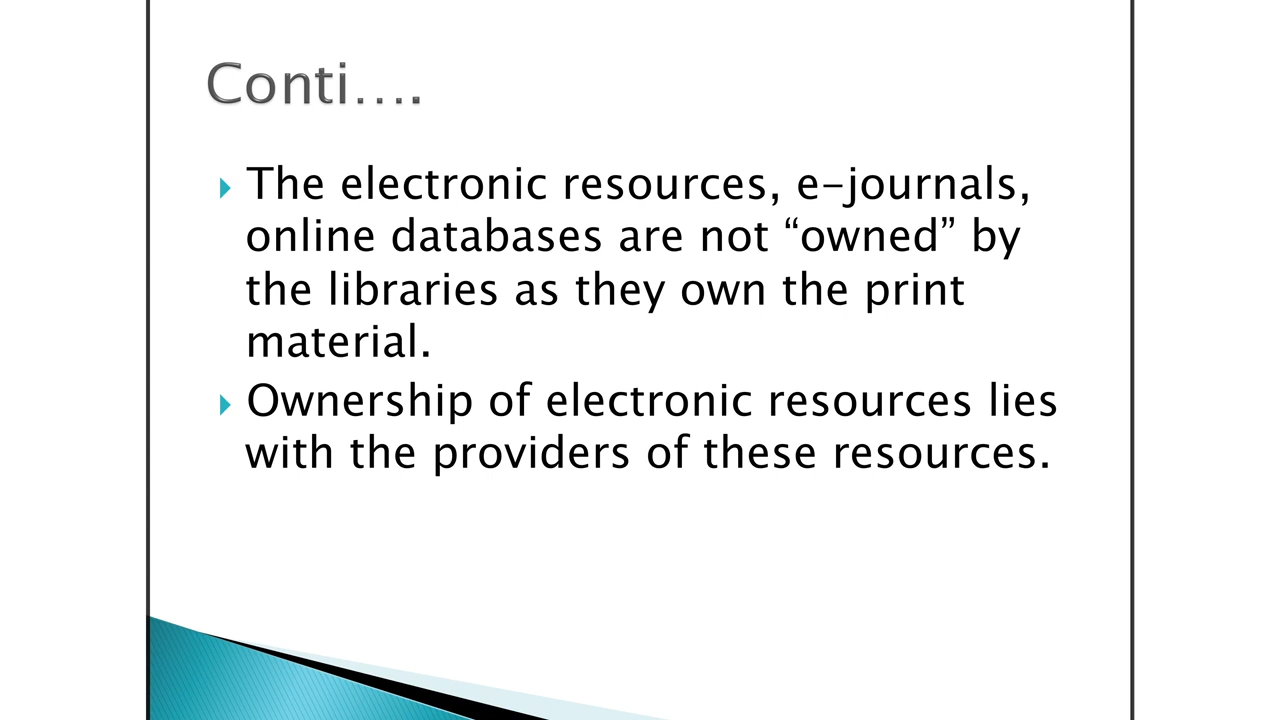 Conti….
The electronic resources, e-journals,
online databases are not “owned” by
the libraries as they own the print
material.
Ownership of electronic resources lies
with the providers of these resources.